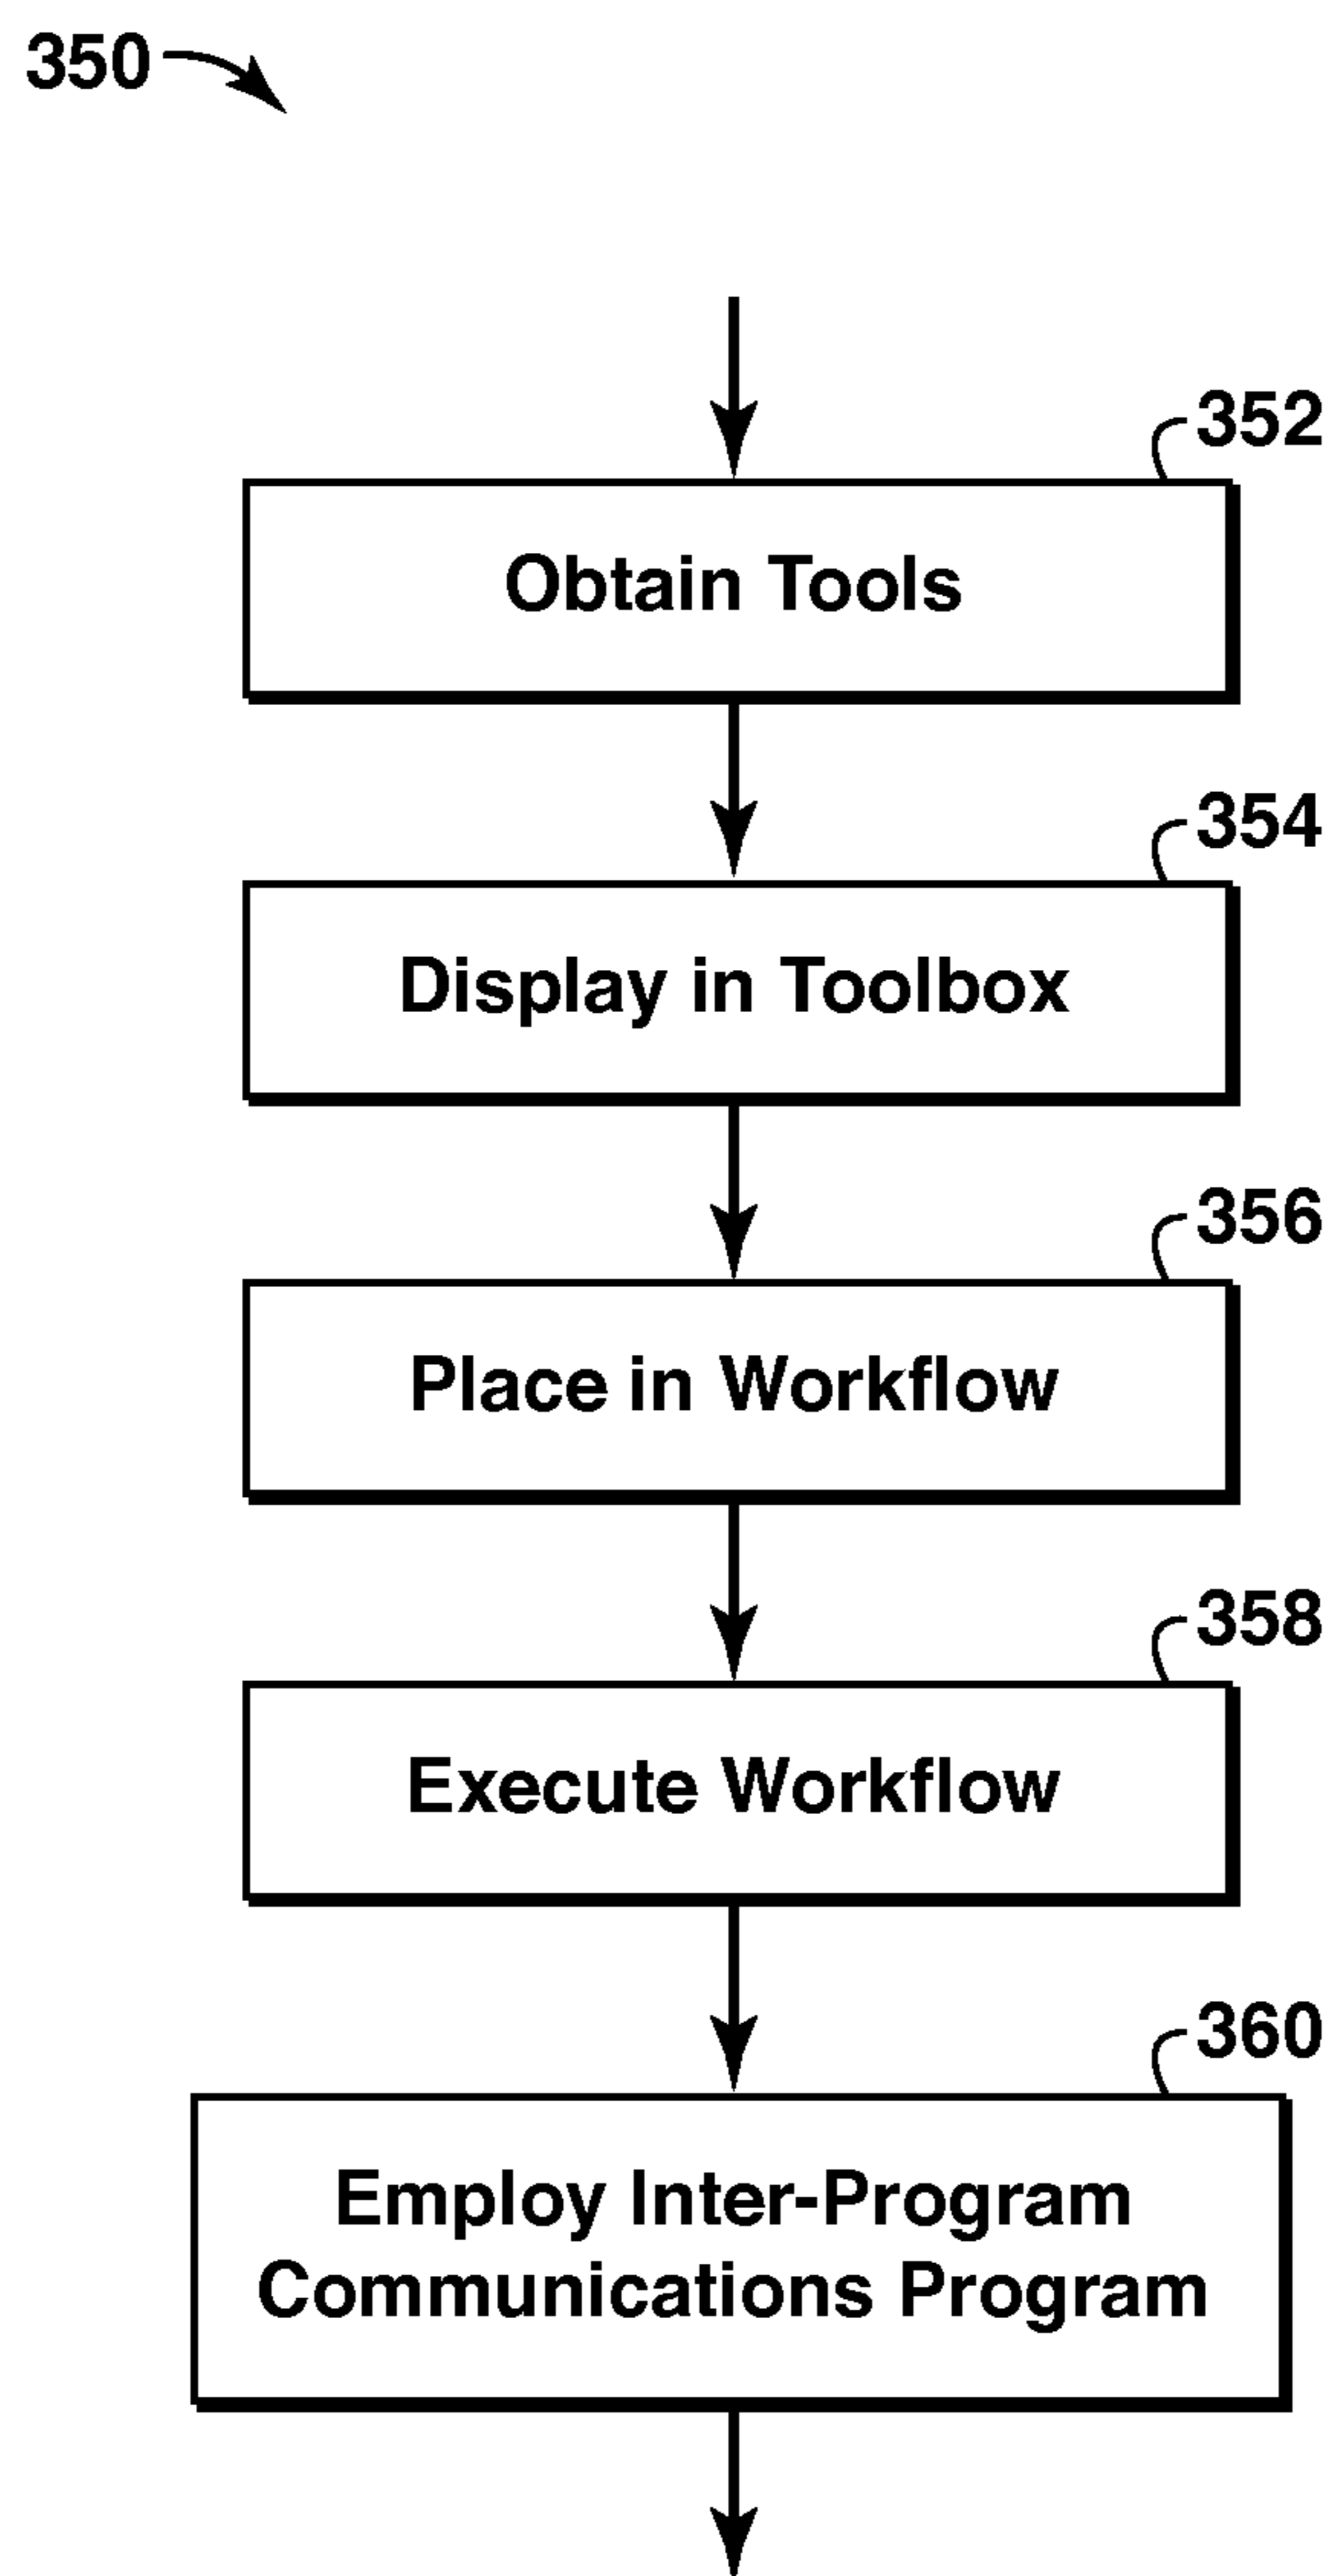 350
352
Obtain Tools
354
Display in Toolbox
356
Place in Workflow
358
Execute Workflow
360
Employ Inter-Program
Communications Program